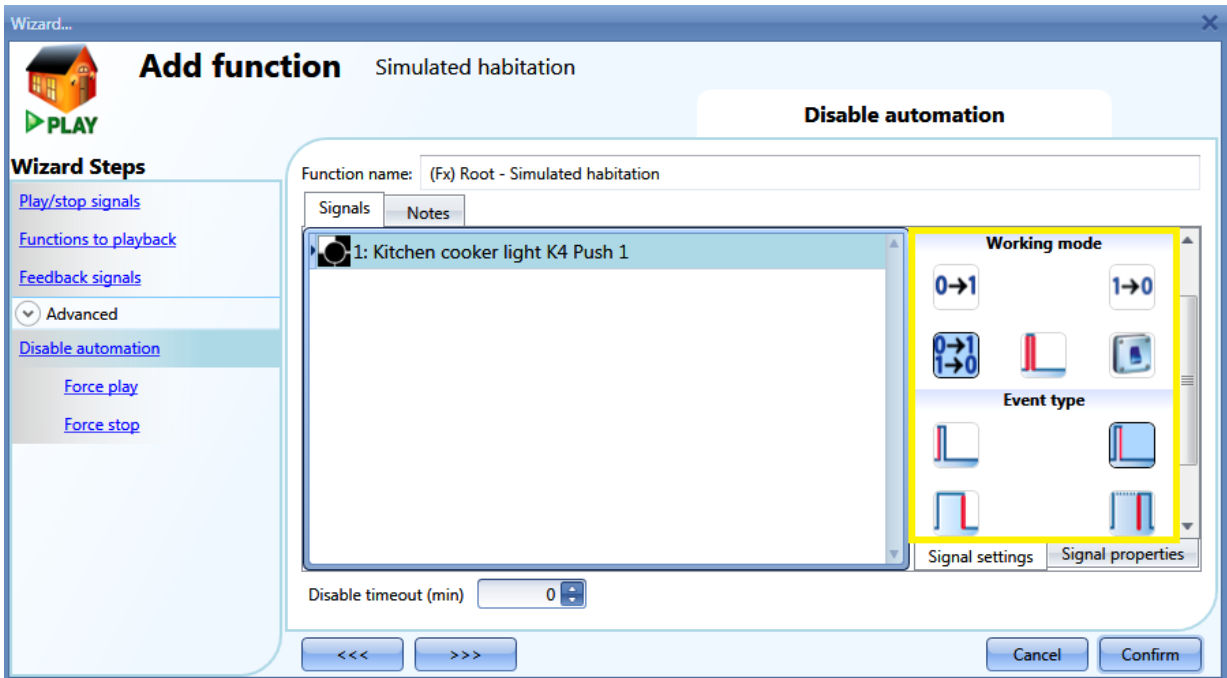 Wizard...
Add function Simulated habitation
PLAY
Disable automation
Wizard Steps
Play/stop signals
Functions to playback
Feedback signals
Advanced
Disable automation
Force play
Force stop
Function name: (Fx) Root - Simulated habitation
Signals Notes
1: Kitchen cooker light K4 Push 1
Working mode
0→1 1→0
0→1
1→0
Event type
Signal settings Signal properties
Disable timeout (min) 0
<<< >>> Cancel Confirm